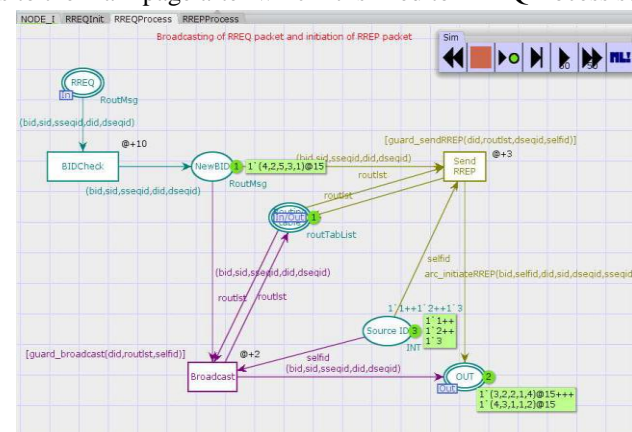 NODE_I RREQInit RREQProcess RREPProcess
Broadcasting of RREQ packet and initiation of RREP packet
Sim
RREQ
In
RoutMsg
(bid,sid,sseqid,did,dseqid)
@+10
BIDCheck
(bid,sid,sseqid,did,dseqid)
NewBID
1
1`(4,2,5,3,1)@15
RoutMsg
(bid,sid,sseqid,did,dseqid)
[guard_sendRREP(did,routlst,dseqid,selfid)]
@+3
Send
RREP
routlst
routlst
In/Out
1
routTabList
(bid,sid,sseqid,did,dseqid)
routlst
routlst
selfid
arc_initiateRREP(bid,selfid,did,sid,dseqid,sseqid
1`1++1`2++1`3
Source ID
3
1`1++
1`2++
1`3
INT
[guard_broadcast(did,routlst,selfid)]
@+2
Broadcast
selfid
(bid,sid,sseqid,did,dseqid)
OUT
2
Out
1`(3,2,2,1,4)@15+++
1`(4,3,1,1,2)@15